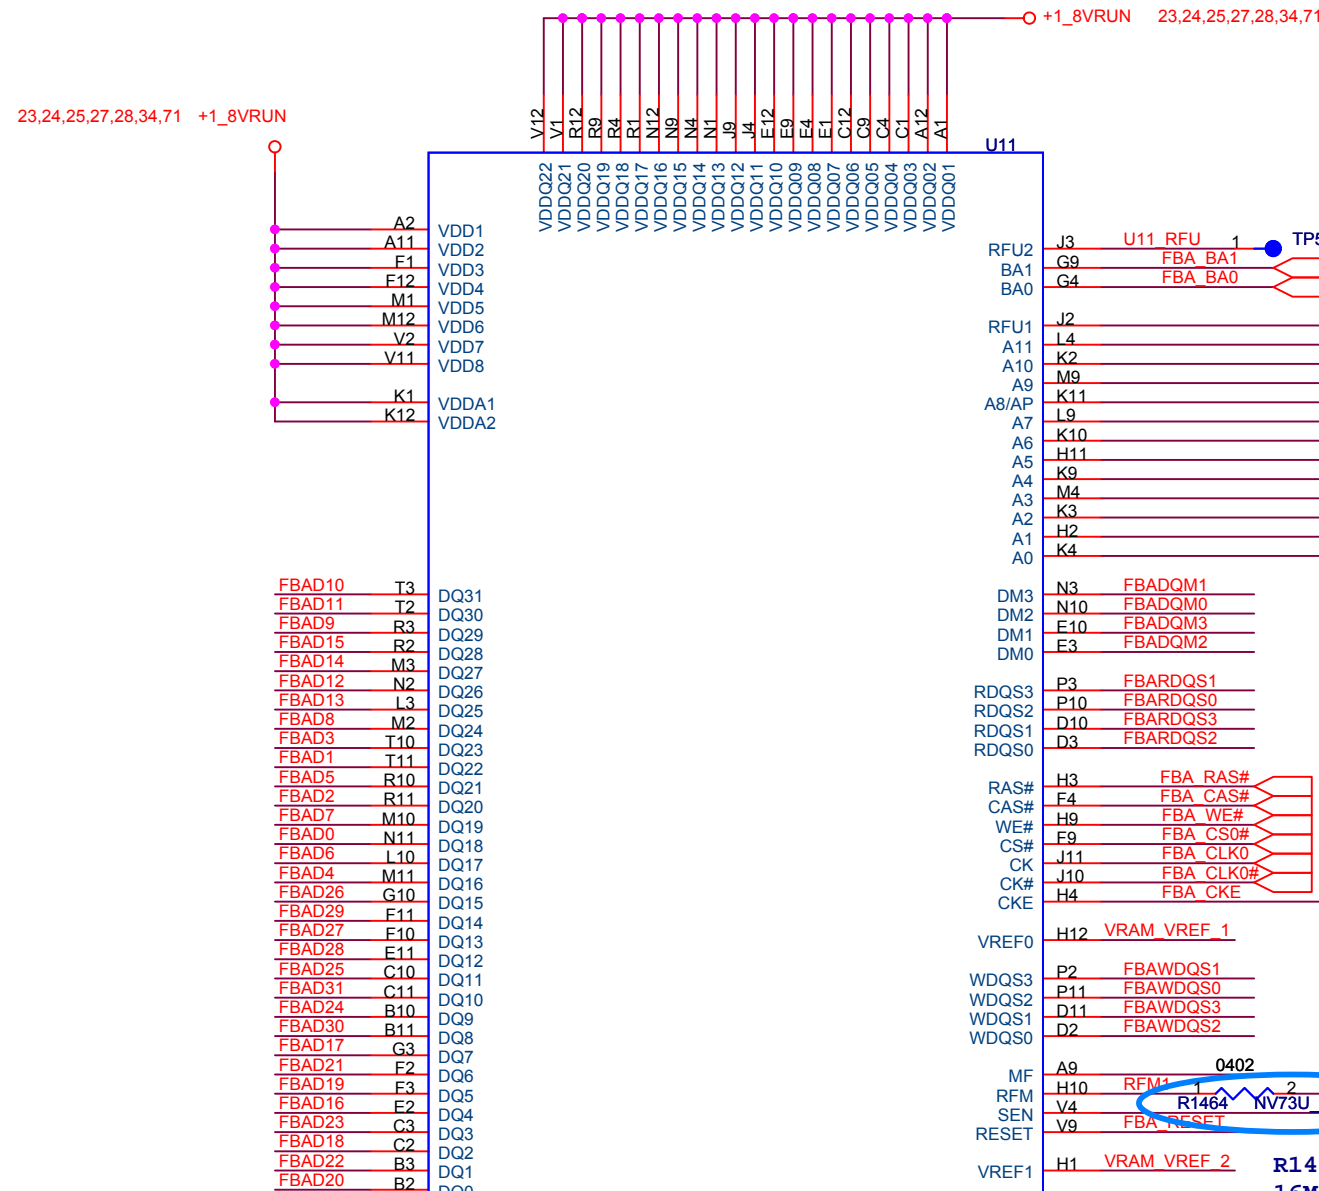 +1_8VRUN 23,24,25,27,28,34,71
23,24,25,27,28,34,71 +1_8VRUN
V12 V1 R12 R9 R4 R1 N12 N9 N4 N1 J9 J4 E12 E9 E4 E1 C12 C9 C4 C1 A12 A1
U11
VDDQ22 VDDQ21 VDDQ20 VDDQ19 VDDQ18 VDDQ17 VDDQ16 VDDQ15 VDDQ14 VDDQ13 VDDQ12 VDDQ11 VDDQ10 VDDQ09 VDDQ08 VDDQ07 VDDQ06 VDDQ05 VDDQ04 VDDQ03 VDDQ02 VDDQ01
A2 VDD1
A11 VDD2
F1 VDD3
F12 VDD4
M1 VDD5
M12 VDD6
V2 VDD7
V11 VDD8
K1 VDDA1
K12 VDDA2
RFU2 J3 U11_RFU 1 TP5
BA1 G9 FBA_BA1
BA0 G4 FBA_BA0
RFU1 J2
A11 L4
A10 K2
A9 M9
A8/AP K11
A7 L9
A6 K10
A5 H11
A4 K9
A3 M4
A2 K3
A1 H2
A0 K4
FBAD10 T3 DQ31
FBAD11 T2 DQ30
FBAD9 R3 DQ29
FBAD15 R2 DQ28
FBAD14 M3 DQ27
FBAD12 N2 DQ26
FBAD13 L3 DQ25
FBAD8 M2 DQ24
FBAD3 T10 DQ23
FBAD1 T11 DQ22
FBAD5 R10 DQ21
FBAD2 R11 DQ20
FBAD7 M10 DQ19
FBAD0 N11 DQ18
FBAD6 L10 DQ17
FBAD4 M11 DQ16
FBAD26 G10 DQ15
FBAD29 F11 DQ14
FBAD27 F10 DQ13
FBAD28 E11 DQ12
FBAD25 C10 DQ11
FBAD31 C11 DQ10
FBAD24 B10 DQ9
FBAD30 B11 DQ8
FBAD17 G3 DQ7
FBAD21 F2 DQ6
FBAD19 F3 DQ5
FBAD16 E2 DQ4
FBAD23 C3 DQ3
FBAD18 C2 DQ2
FBAD22 B3 DQ1
FBAD20 B2 DQ0
DM3 N3 FBADQM1
DM2 N10 FBADQM0
DM1 E10 FBADQM3
DM0 E3 FBADQM2
RDQS3 P3 FBARDQS1
RDQS2 P10 FBARDQS0
RDQS1 D10 FBARDQS3
RDQS0 D3 FBARDQS2
RAS# H3 FBA_RAS#
CAS# F4 FBA_CAS#
WE# H9 FBA_WE#
CS# F9 FBA_CS0#
CK J11 FBA_CLK0
CK# J10 FBA_CLK0#
CKE H4 FBA_CKE
VREF0 H12 VRAM_VREF_1
WDQS3 P2 FBAWDQS1
WDQS2 P11 FBAWDQS0
WDQS1 D11 FBAWDQS3
WDQS0 D2 FBAWDQS2
MF A9 0402
RFM H10 RFM1 1 2
SEN V4 R1464 NV73U_
RESET V9 FBA_RESET
VREF1 H1 VRAM_VREF_2 R14
16M